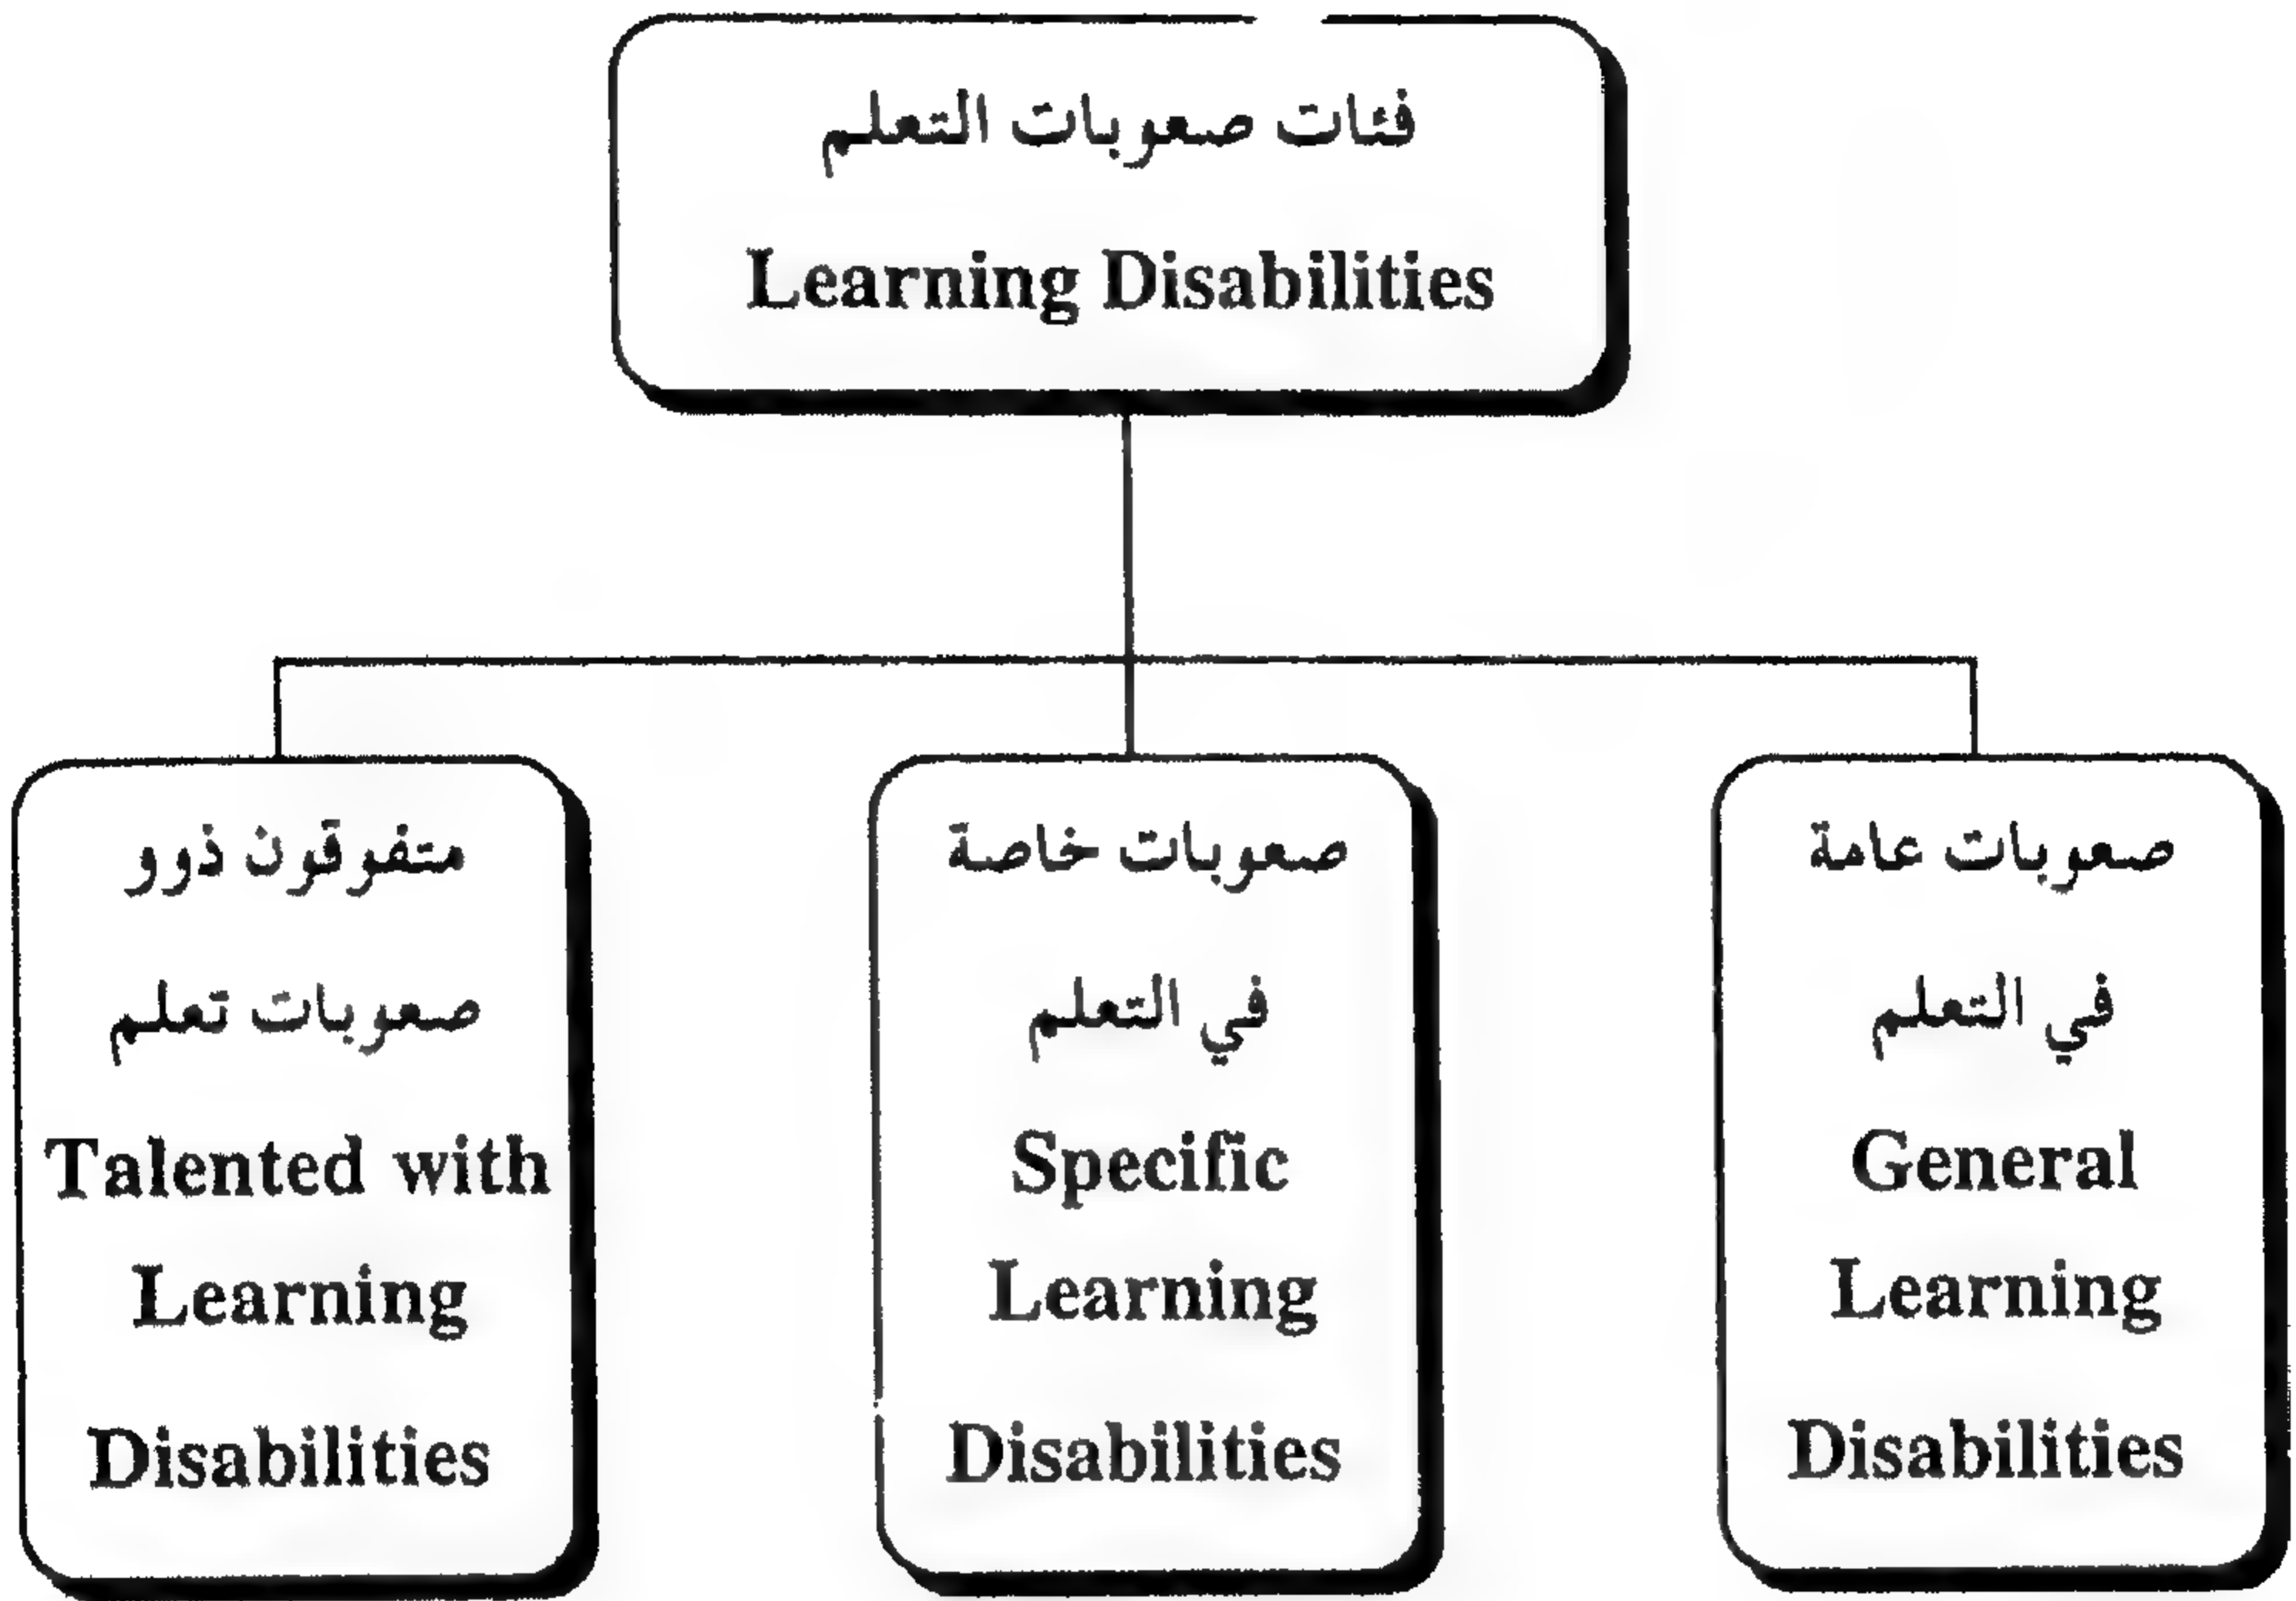 فئات صعوبات التعلم
Learning Disabilities
صعوبات عامة
في التعلم
General
Learning
Disabilities
صعوبات خاصة
في التعلم
Specific
Learning
Disabilities
متفوقون ذوو
صعوبات تعلم
Talented with
Learning
Disabilities